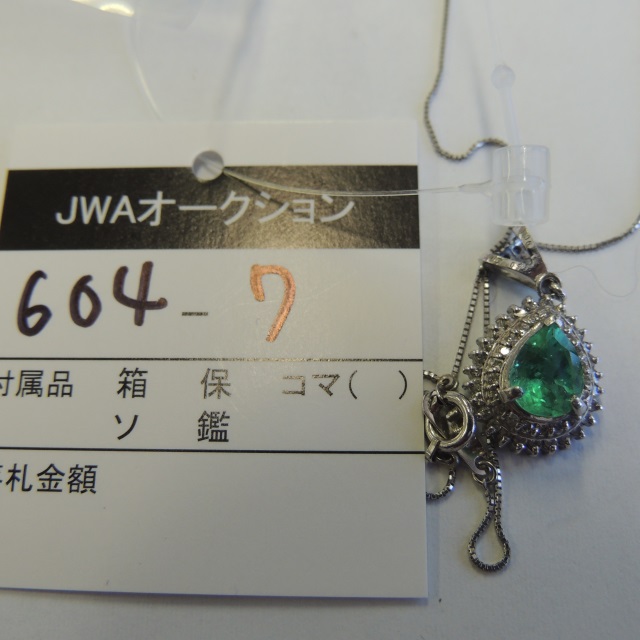 JWAオークション
604-7
付属品 箱 保 コマ( )
ソ 鑑
札金額